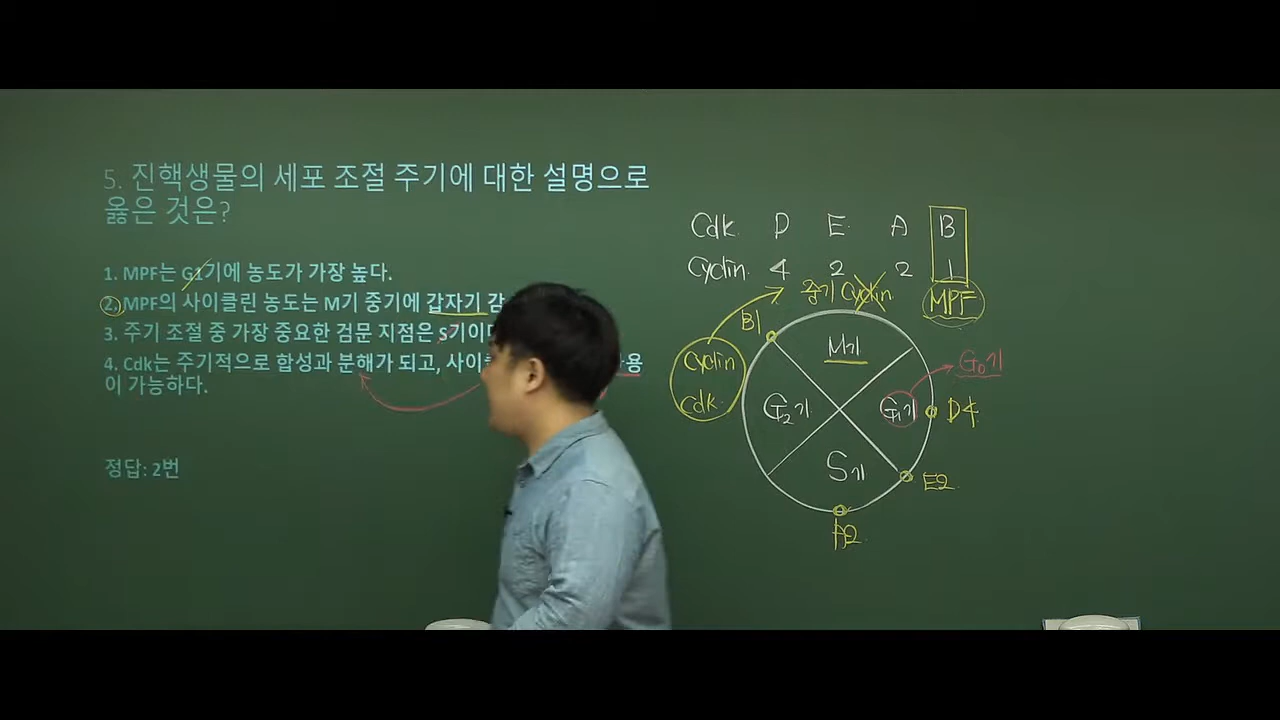 5. 진핵생물의 세포 조절 주기에 대한 설명으로
옳은 것은?
1. MPF는 G1기에 농도가 가장 높다.
2. MPF의 사이클린 농도는 M기 중기에 갑자기 감
3. 주기 조절 중 가장 중요한 검문 지점은 S기이다
4. Cdk는 주기적으로 합성과 분해가 되고, 사이 사용
이 가능하다.
정답: 2번
Cdk D E A B
Cyclin 4 2 2 1
중기 Cyclin
MPF
B1
M기
G0기
Cyclin
Cdk
G2기
G1기
D4
S기
E2
A2